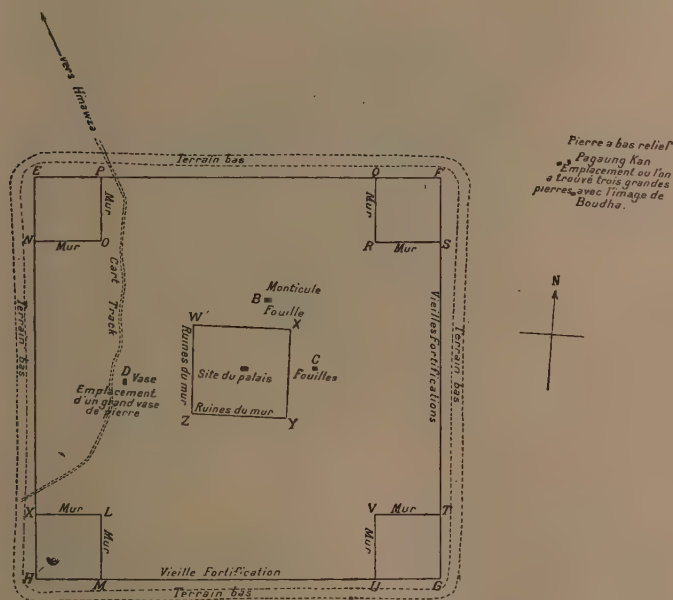 vers Hmawza
Terrain bas
E
P
Q
F
Mur
Mur
N
Mur
O
R
Mur
S
Pierre a bas relief
Pagaung Kan
Emplacement ou l'on
a trouvé trois grandes
pierres avec l'image de
Boudha.
N
Cart
Track
Monticule
B
Fouille
W'
X
Ruines du mur
Site du palais
C
Fouilles
D
Vase
Emplacement
d'un grand vase
de pierre
Ruines du mur
Z
Y
Vieilles Fortifications
Terrain bas
Terrain bas
X
Mur
L
V
Mur
T
Mur
Mur
H
M
Vieille Fortification
U
G
Terrain bas